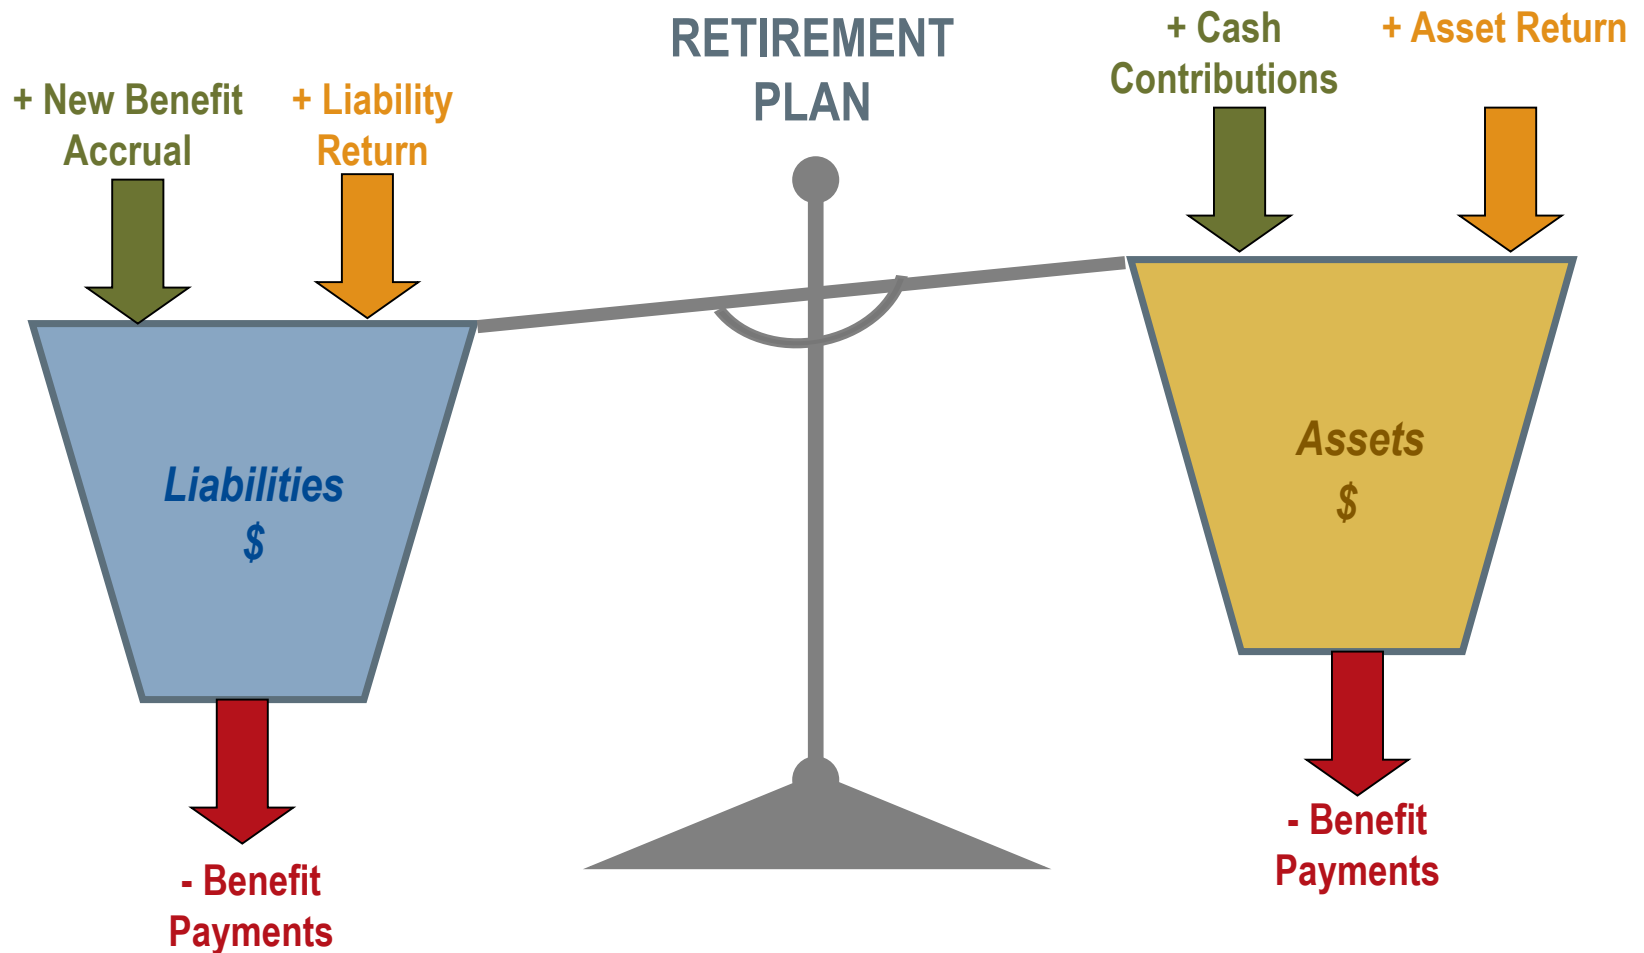 RETIREMENT
PLAN
+ New Benefit
Accrual
+ Liability
Return
+ Cash
Contributions
+ Asset Return
Liabilities
$
Assets
$
- Benefit
Payments
- Benefit
Payments